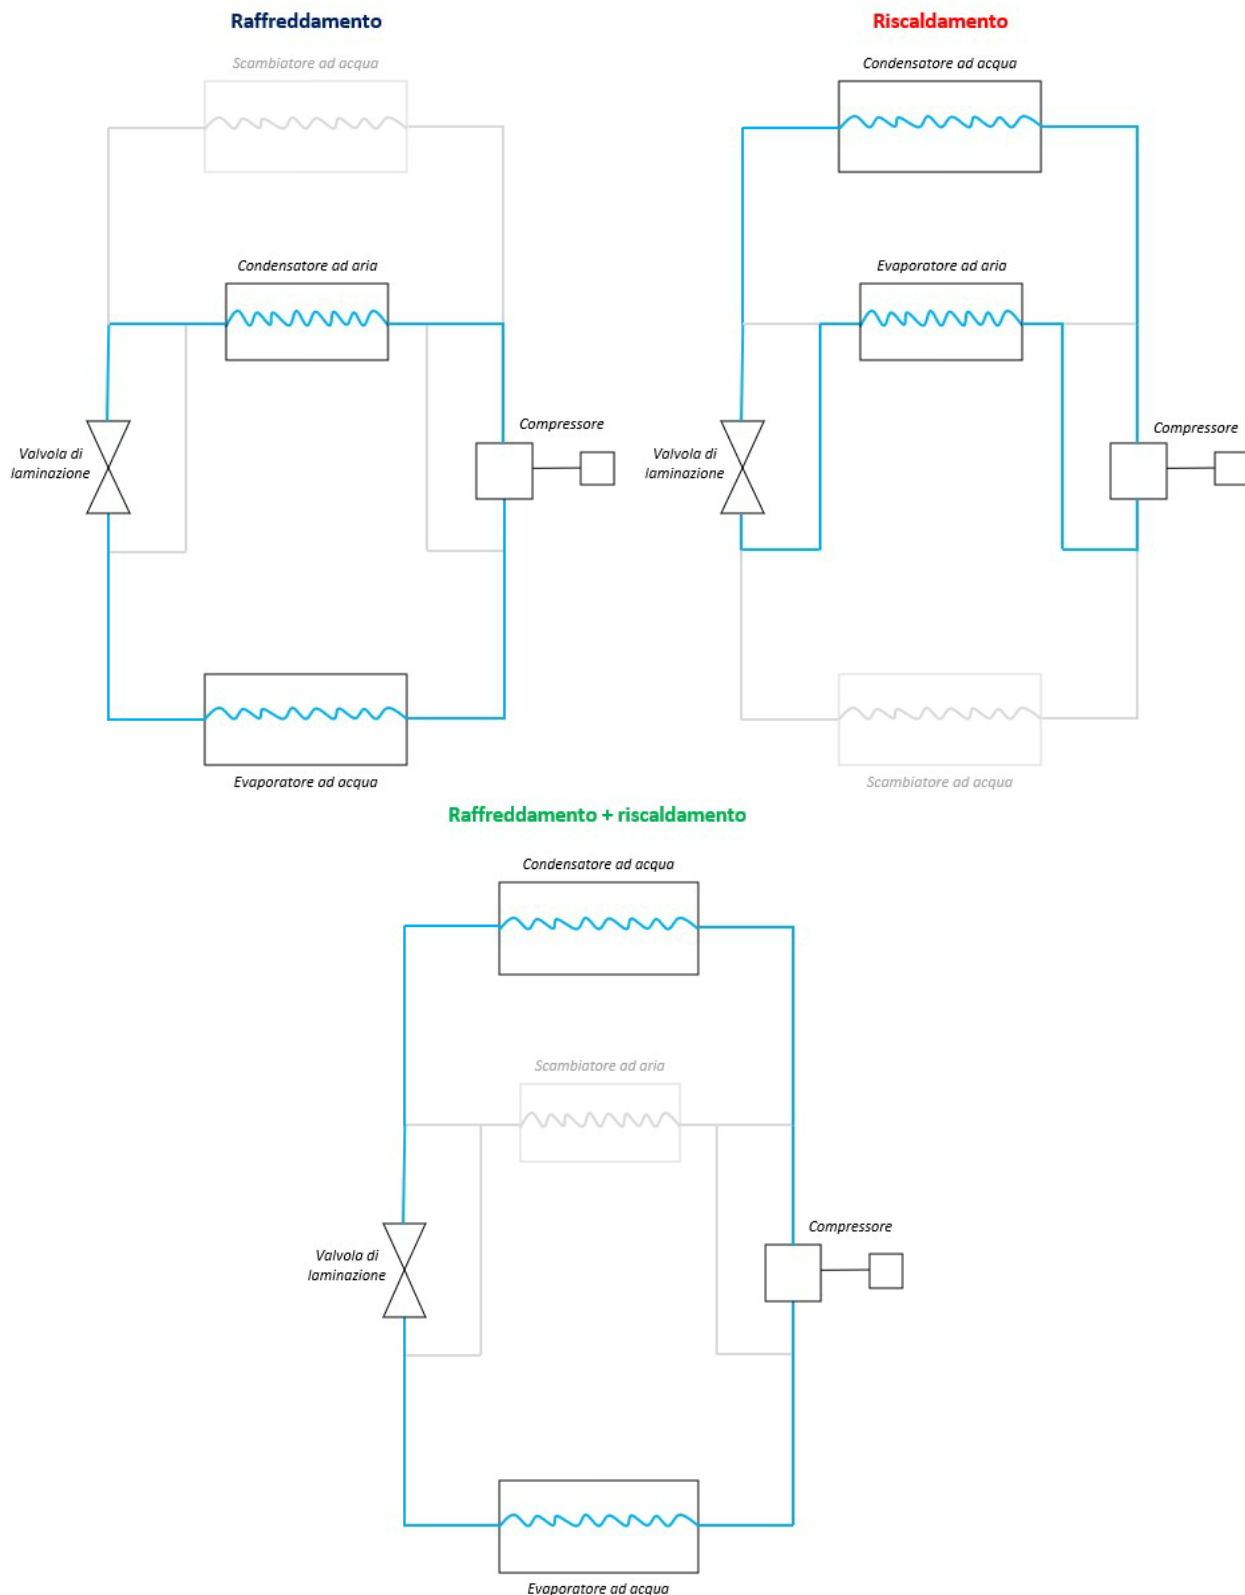 Raffreddamento
Riscaldamento
Scambiatore ad acqua
Condensatore ad acqua
Condensatore ad aria
Evaporatore ad aria
Compressore
Compressore
Valvola di
laminazione
Valvola di
laminazione
Evaporatore ad acqua
Scambiatore ad acqua
Raffreddamento + riscaldamento
Condensatore ad acqua
Scambiatore ad aria
Compressore
Valvola di
laminazione
Evaporatore ad acqua